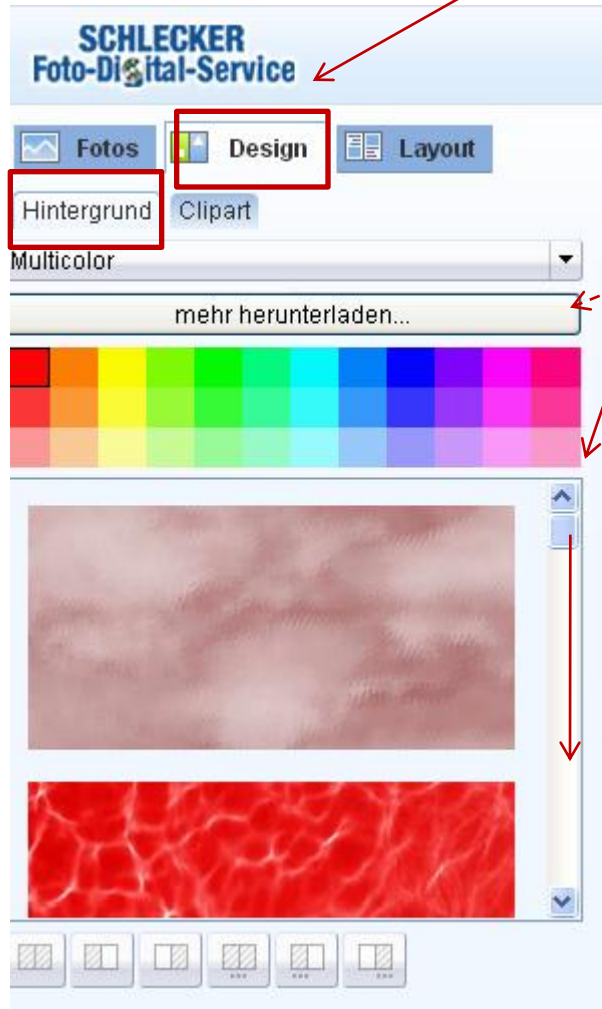 SCHLECKER
Foto-Digital-Service
Fotos Design Layout
Hintergrund Clipart
Multicolor
mehr herunterladen...